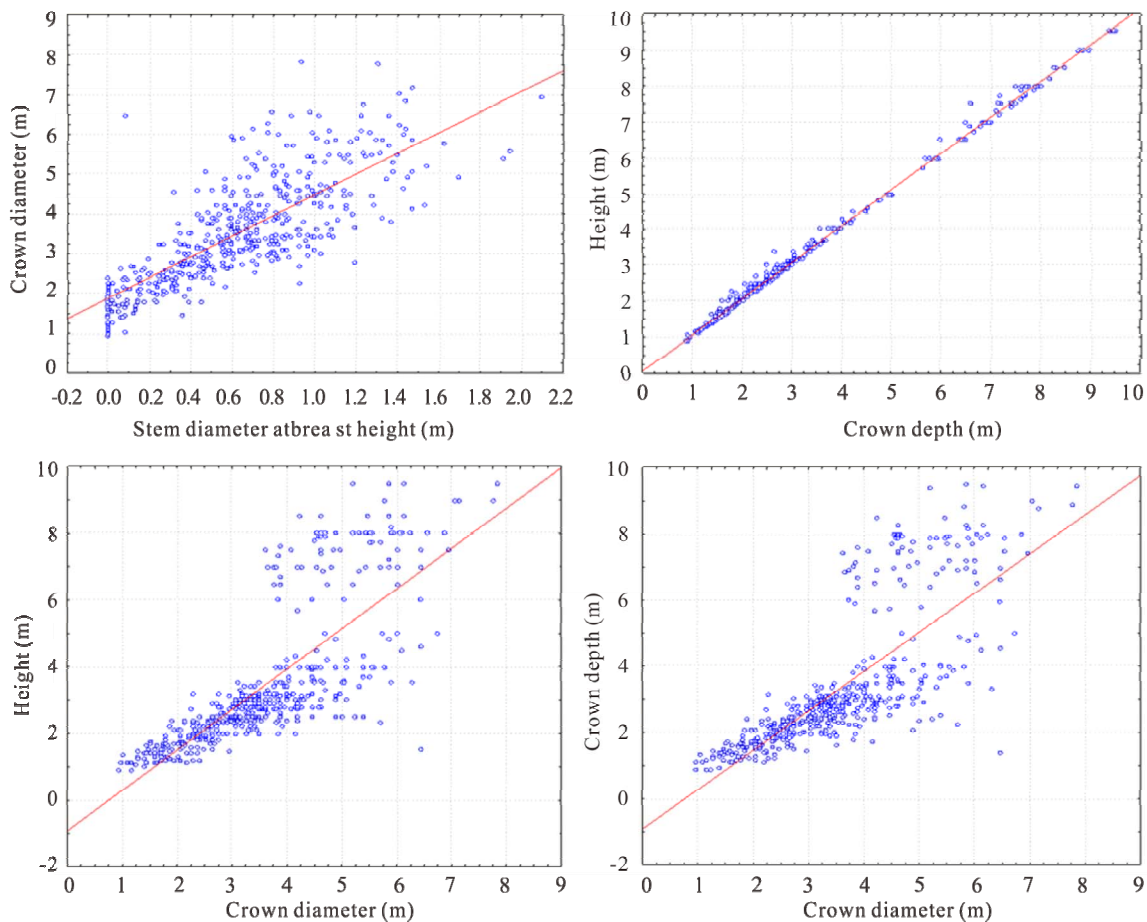 9
8
7
6
5
4
3
2
1
0
Crown diameter (m)
-0.2 0.0 0.2 0.4 0.6 0.8 1.0 1.2 1.4 1.6 1.8 2.0 2.2
Stem diameter atbrea st height (m)
10
9
8
7
6
5
4
3
2
1
0
Height (m)
0 1 2 3 4 5 6 7 8 9 10
Crown depth (m)
10
8
6
4
2
0
-2
Height (m)
0 1 2 3 4 5 6 7 8 9
Crown diameter (m)
10
8
6
4
2
0
-2
Crown depth (m)
0 1 2 3 4 5 6 7 8 9
Crown diameter (m)